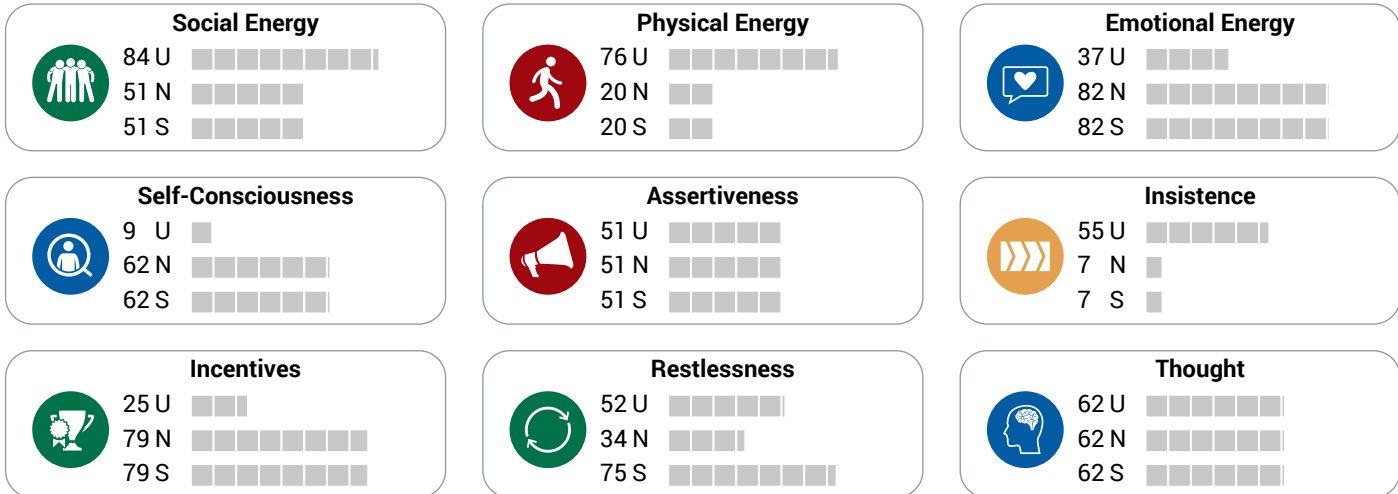 Social Energy
84 U
51 N
51 S
Physical Energy
76 U
20 N
20 S
Emotional Energy
37 U
82 N
82 S
Self-Consciousness
9 U
62 N
62 S
Assertiveness
51 U
51 N
51 S
Insistence
55 U
7 N
7 S
Incentives
25 U
79 N
79 S
Restlessness
52 U
34 N
75 S
Thought
62 U
62 N
62 S